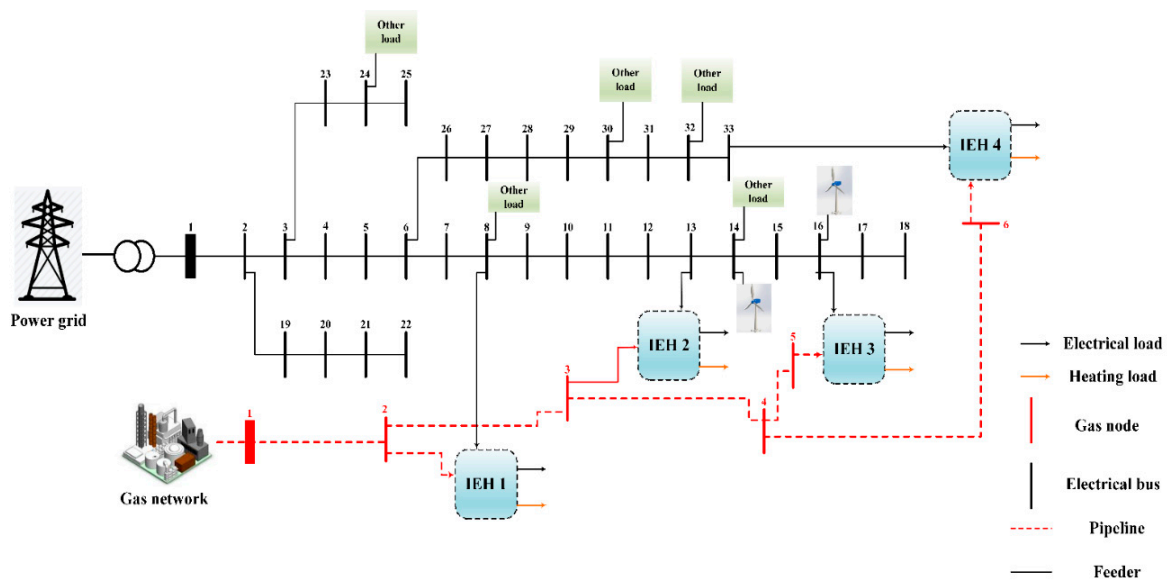 Other
load
23 24 25
Other
load
Other
load
26 27 28 29 30 31 32 33
IEH 4
Other
load
Other
load
1 2 3 4 5 6 7 8 9 10 11 12 13 14 15 16 17 18
6
Power grid
19 20 21 22
IEH 2
5
IEH 3
Electrical load
3
Heating load
1
2
4
Gas node
Gas network
IEH 1
Electrical bus
Pipeline
Feeder